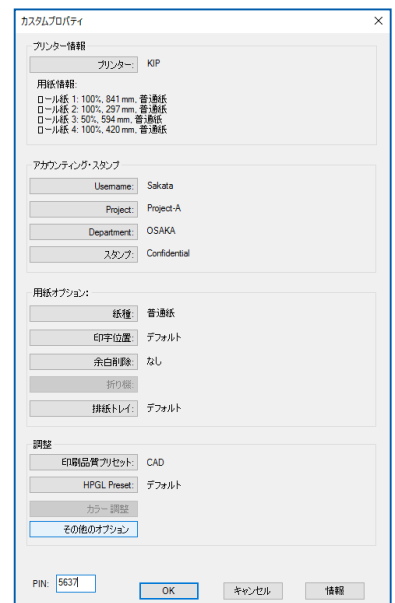 カスタムプロパティ ×
プリンター情報
プリンター: KIP
用紙情報:
ロール紙 1: 100%, 841 mm, 普通紙
ロール紙 2: 100%, 297 mm, 普通紙
ロール紙 3: 50%, 594 mm, 普通紙
ロール紙 4: 100%, 420 mm, 普通紙
アカウンティング・スタンプ
Username: Sakata
Project: Project-A
Department: OSAKA
スタンプ: Confidential
用紙オプション:
紙種: 普通紙
印字位置: デフォルト
余白削除: なし
折り機:
排紙トレイ: デフォルト
調整
印刷品質プリセット: CAD
HPGL Preset: デフォルト
カラー 調整
その他のオプション
PIN: 5637
OK キャンセル 情報